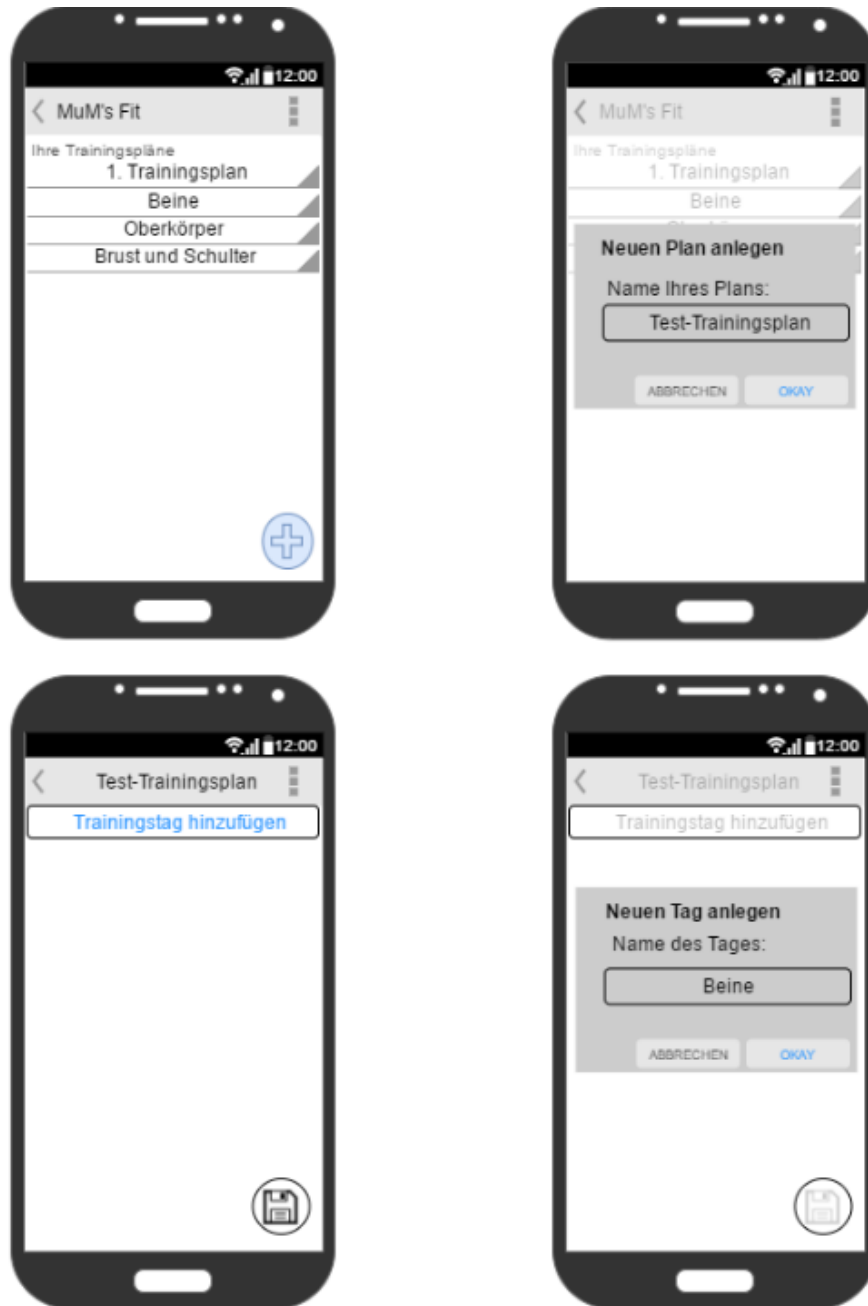 12:00
MuM's Fit
Ihre Trainingspläne
1. Trainingsplan
Beine
Oberkörper
Brust und Schulter
12:00
MuM's Fit
Ihre Trainingspläne
1. Trainingsplan
Beine
Neuen Plan anlegen
Name Ihres Plans:
Test-Trainingsplan
ABBRECHEN OKAY
12:00
Test-Trainingsplan
Trainingstag hinzufügen
12:00
Test-Trainingsplan
Trainingstag hinzufügen
Neuen Tag anlegen
Name des Tages:
Beine
ABBRECHEN OKAY